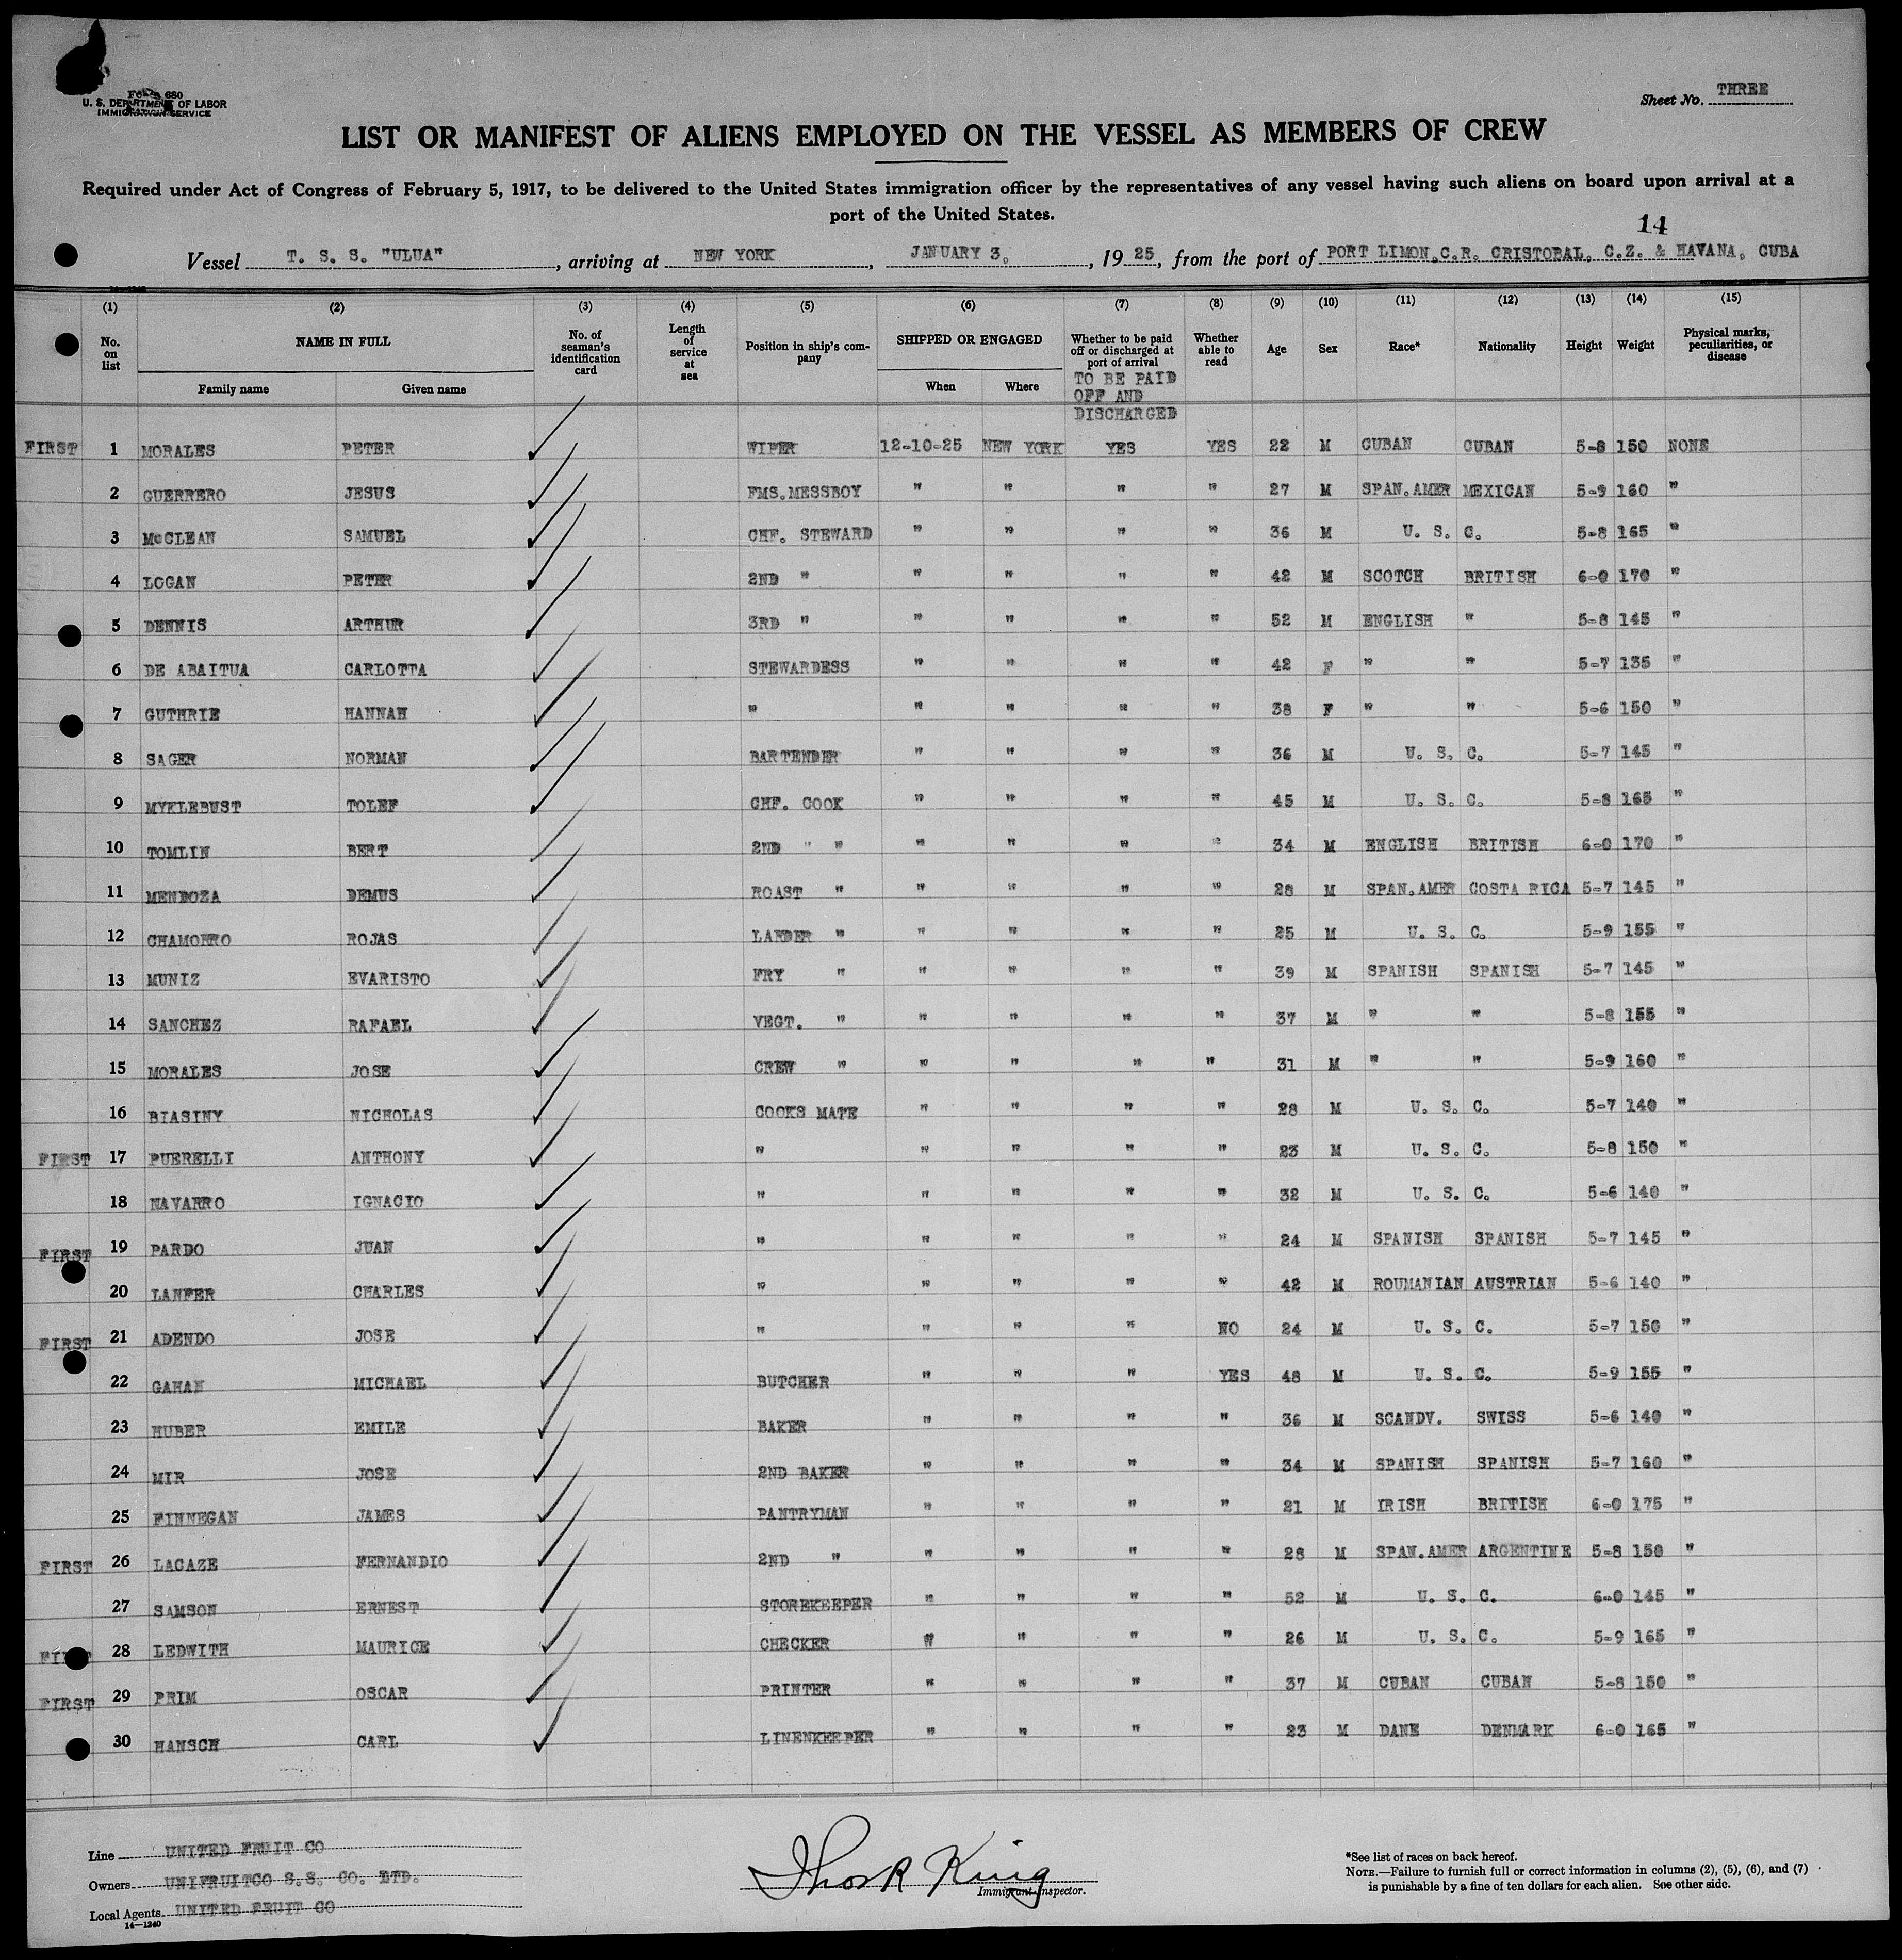 FORM 680
U. S. DEPARTMENT OF LABOR
IMMIGRATION SERVICE
Sheet No. THREE
LIST OR MANIFEST OF ALIENS EMPLOYED ON THE VESSEL AS MEMBERS OF CREW
Required under Act of Congress of February 5, 1917, to be delivered to the United States immigration officer by the representatives of any vessel having such aliens on board upon arrival at a
port of the United States.
14
Vessel T. S. S. "ULUA", arriving at NEW YORK, JANUARY 3, 1925, from the port of PORT LIMON,C.R. CRISTOBAL, C.Z. & HAVANA, CUBA
(1) (2) (3) (4) (5) (6) (7) (8) (9) (10) (11) (12) (13) (14) (15)
No. on list NAME IN FULL Family name Given name No. of seaman's identification card Length of service at sea Position in ship's company SHIPPED OR ENGAGED When Where Whether to be paid off or discharged at port of arrival Whether able to read Age Sex Race* Nationality Height Weight Physical marks, peculiarities, or disease
TO BE PAID
OFF AND
DISCHARGED
FIRST 1 MORALES PETER WIPER 12-10-25 NEW YORK YES YES 22 M CUBAN CUBAN 5-8 150 NONE
2 GUERRERO JESUS FMS.MESSBOY " " " " 27 M SPAN.AMER MEXICAN 5-9 160 "
3 McCLEAN SAMUEL CHF. STEWARD " " " " 36 M U. S. C. 5-8 165 "
4 LOGAN PETER 2ND " " " " " 42 M SCOTCH BRITISH 6-0 170 "
5 DENNIS ARTHUR 3RD " " " " " 52 M ENGLISH " 5-8 145 "
6 DE ABAITUA CARLOTTA STEWARDESS " " " " 42 F " " 5-7 135 "
7 GUTHRIE HANNAH " " " " " 38 F " " 5-6 150 "
8 SAGER NORMAN BARTENDER " " " " 36 M U. S. C. 5-7 145 "
9 MYKLEBUST TOLEF CHF. COOK " " " " 45 M U. S. C. 5-8 165 "
10 TOMLIN BERT 2ND " " " " " " 34 M ENGLISH BRITISH 6-0 170 "
11 MENDOZA DEMUS ROAST " " " " " 28 M SPAN.AMER COSTA RICA 5-7 145 "
12 CHAMORRO ROJAS LARDER " " " " " 25 M U. S. C. 5-9 155 "
13 MUNIZ EVARISTO FRY " " " " " 39 M SPANISH SPANISH 5-7 145 "
14 SANCHEZ RAFAEL VEGT. " " " " " 37 M " " 5-8 155 "
15 MORALES JOSE CREW " " " " " 31 M " " 5-9 160 "
16 BIASINY NICHOLAS COOKS MATE " " " " 28 M U. S. C. 5-7 140 "
FIRST 17 PUERELLI ANTHONY " " " " " 23 M U. S. C. 5-8 150 "
18 NAVARRO IGNACIO " " " " " 32 M U. S. C. 5-6 140 "
FIRST 19 PARDO JUAN " " " " " 24 M SPANISH SPANISH 5-7 145 "
20 LANFER CHARLES " " " " " 42 M ROUMANIAN AUSTRIAN 5-6 140 "
FIRST 21 ADENDO JOSE " " " " NO 24 M U. S. C. 5-7 150 "
22 GAHAN MICHAEL BUTCHER " " " YES 48 M U. S. C. 5-9 155 "
23 HUBER EMILE BAKER " " " " 36 M SCANDV. SWISS 5-6 140 "
24 MIR JOSE 2ND BAKER " " " " 34 M SPANISH SPANISH 5-7 160 "
25 FINNEGAN JAMES PANTRYMAN " " " " 21 M IRISH BRITISH 6-0 175 "
FIRST 26 LACAZE FERNANDIO 2ND " " " " " 28 M SPAN.AMER ARGENTINE 5-8 150 "
27 SAMSON ERNEST STOREKEEPER " " " " 52 M U. S. C. 6-0 145 "
FIRST 28 LEDWITH MAURICE CHECKER " " " " 26 M U. S. C. 5-9 165 "
FIRST 29 PRIM OSCAR PRINTER " " " " 37 M CUBAN CUBAN 5-8 150 "
30 HANSCH CARL LINENKEEPER " " " " 23 M DANE DENMARK 6-0 165 "
Line UNITED FRUIT CO
Owners UNIFRUITCO S.S. CO. LTD.
Local Agents UNITED FRUIT CO
14—1240
Thos R King
Immigrant Inspector.
*See list of races on back hereof.
NOTE.—Failure to furnish full or correct information in columns (2), (5), (6), and (7)
is punishable by a fine of ten dollars for each alien. See other side.